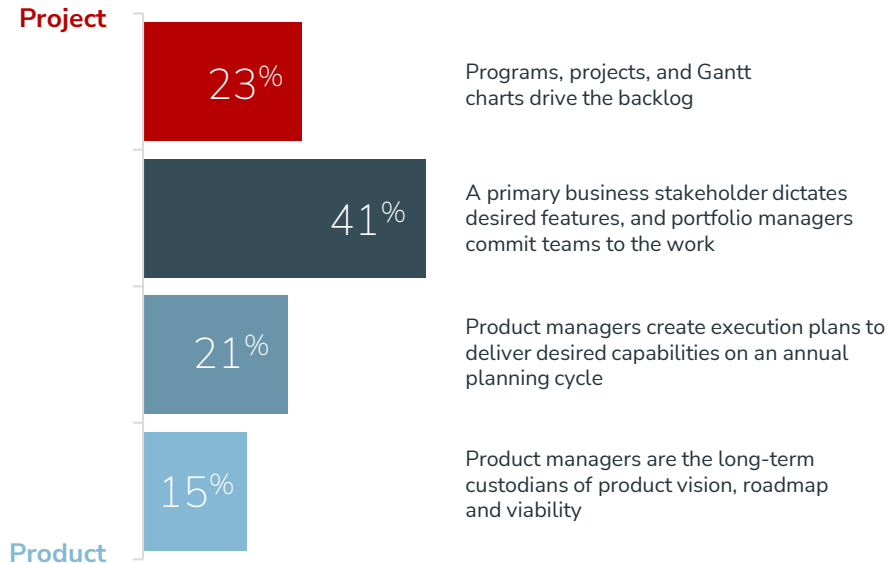 Project
23%
Programs, projects, and Gantt
charts drive the backlog
41%
A primary business stakeholder dictates
desired features, and portfolio managers
commit teams to the work
21%
Product managers create execution plans to
deliver desired capabilities on an annual
planning cycle
15%
Product managers are the long-term
custodians of product vision, roadmap
and viability
Product